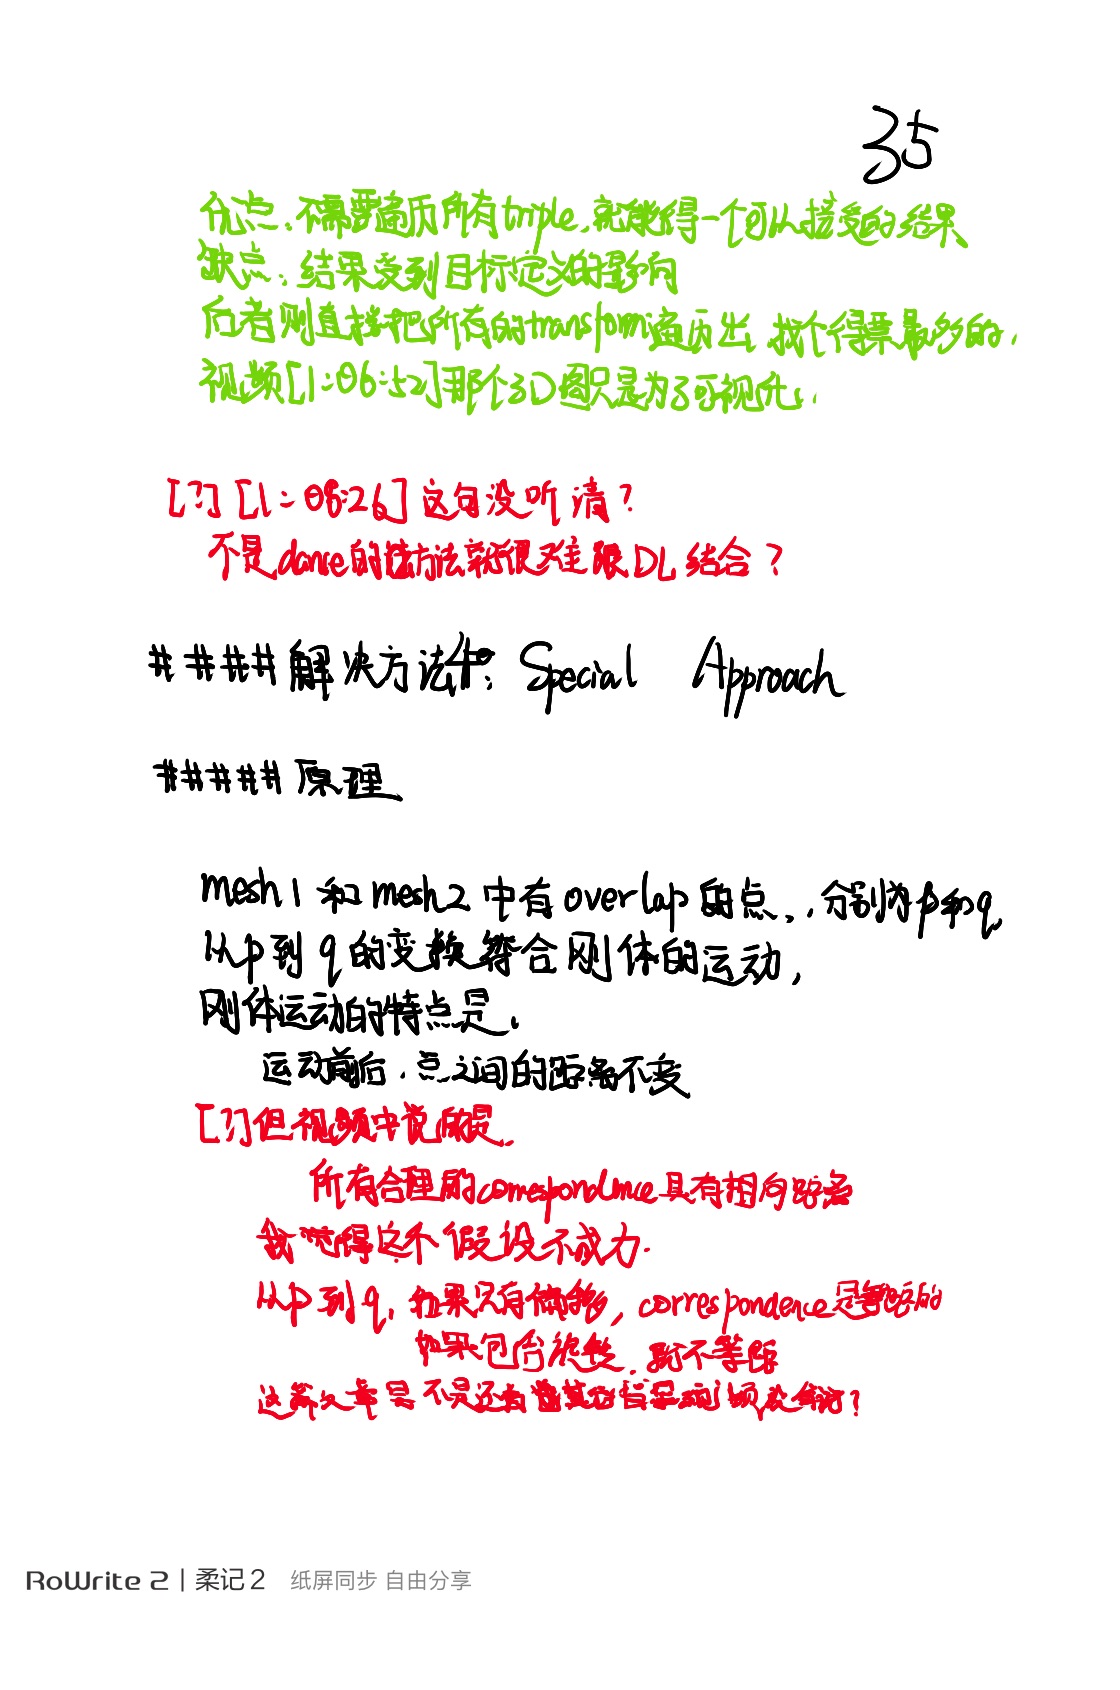 35
优点:不需要遍历所有triple,就能得一个可以接受的结果
缺点:结果受到目标定义的影响
后者则直接把所有的transform遍历出,找个得票最多的.
视频[1:06:52]那个3D图只是为了可视化.
[?] [1:08:26]这句没听清?
不是dance的方法就很难跟DL结合?
####解决方法4: Special Approach
#####原理
mesh1和mesh2中有overlap的点,分别为p和q,
从p到q的变换符合刚体的运动,
刚体运动的特点是.
运动前后.点之间的距离不变
[?]但视频中说的是.
所有合理的correspondence具有相同距离
我觉得这个假设不成力.
从p到q,如果只有偏移,correspondence是等距的
如果包含旋转,就不等距
这篇文章是不是还有
RoWrite 2 | 柔记2 纸屏同步 自由分享